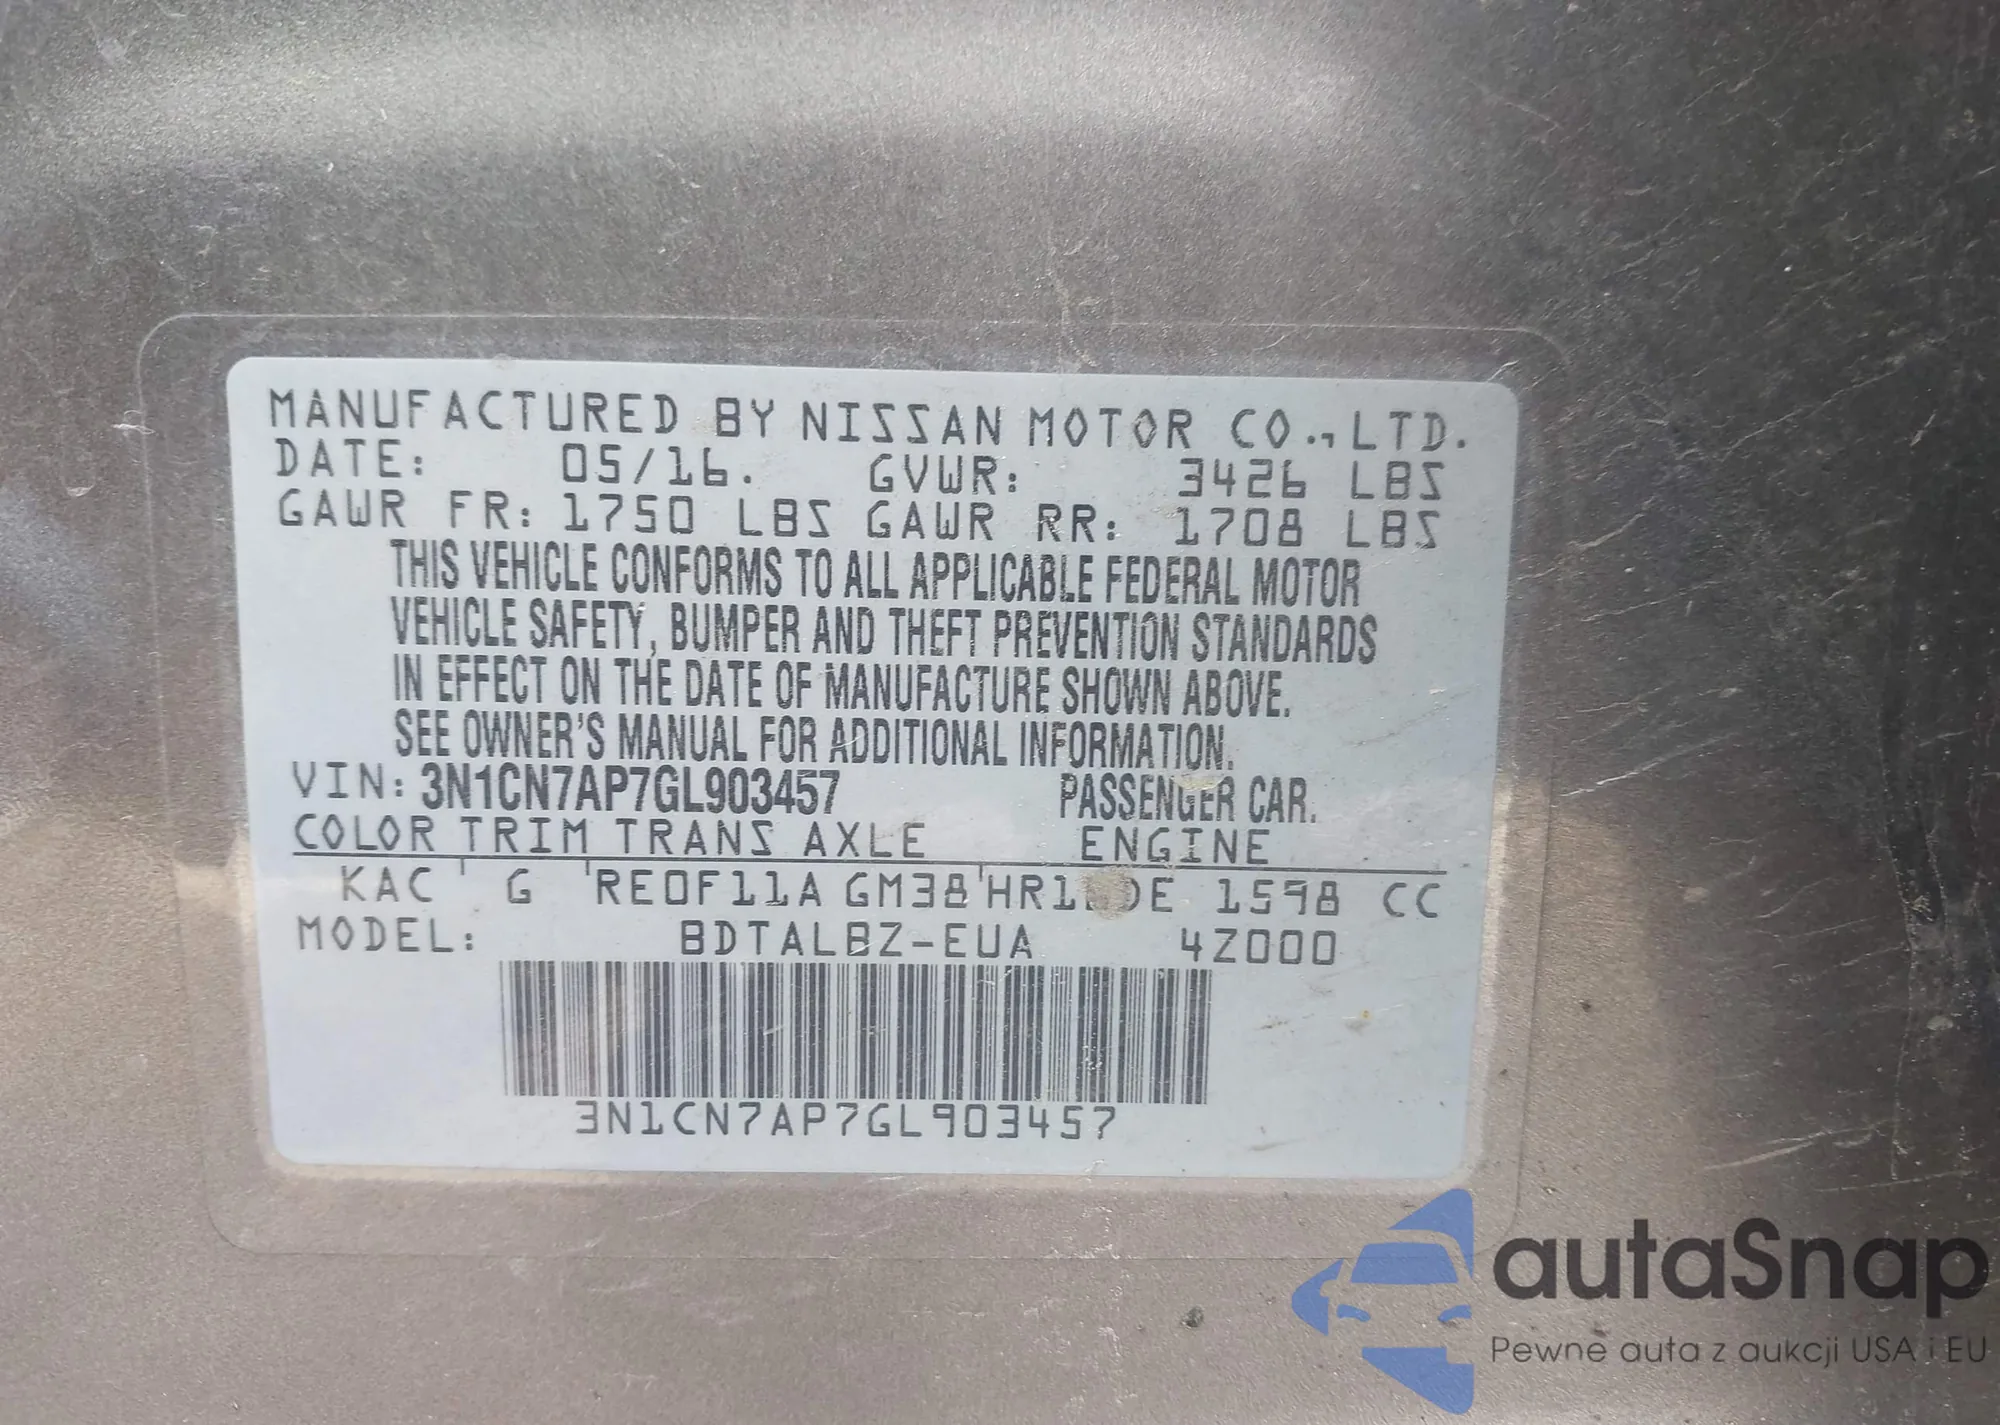 MANUFACTURED BY NISSAN MOTOR CO., LTD.
DATE: 05/16. GVWR: 3426 LBS
GAWR FR: 1750 LBS GAWR RR: 1708 LBS
THIS VEHICLE CONFORMS TO ALL APPLICABLE FEDERAL MOTOR
VEHICLE SAFETY, BUMPER AND THEFT PREVENTION STANDARDS
IN EFFECT ON THE DATE OF MANUFACTURE SHOWN ABOVE.
SEE OWNER'S MANUAL FOR ADDITIONAL INFORMATION.
VIN: 3N1CN7AP7GL903457 PASSENGER CAR.
COLOR TRIM TRANS AXLE ENGINE
KAC G RE0F11A GM38 1598 CC
MODEL: BDTALBZ-EUA 4Z000
3N1CN7AP7GL903457
autaSnap
Pewne auta z aukcji USA i EU